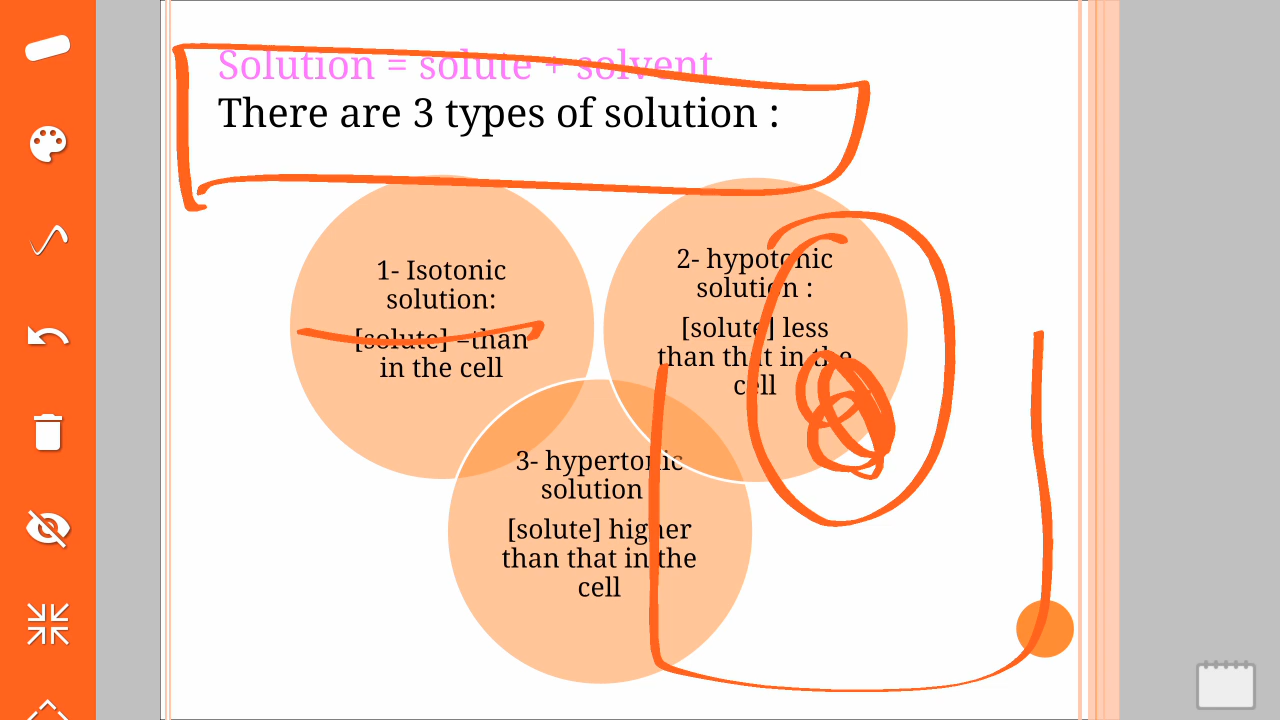 Solution = solute + solvent
There are 3 types of solution :
1- Isotonic
solution:
[solute] =than
in the cell
2- hypotonic
solution :
[solute] less
than that in the
cell
3- hypertonic
solution
[solute] higher
than that in the
cell